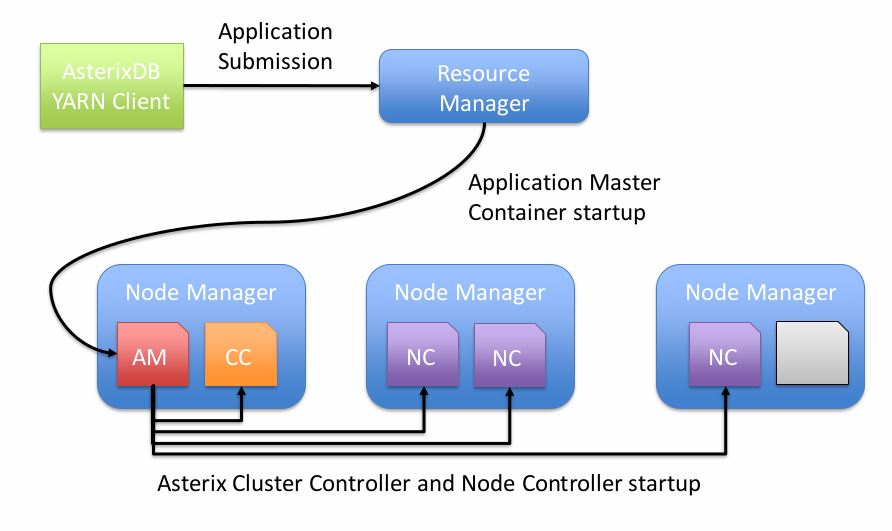 Application
Submission
AsterixDB
YARN Client
Resource
Manager
Application Master
Container startup
Node Manager
Node Manager
Node Manager
AM
CC
NC
NC
NC
Asterix Cluster Controller and Node Controller startup